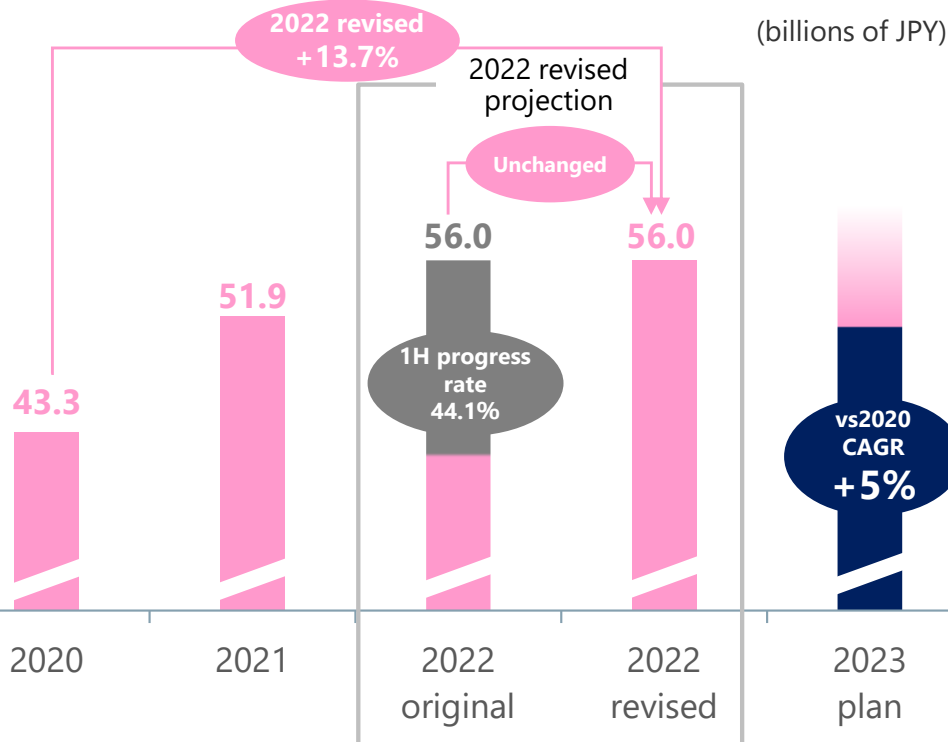 2022 revised
+13.7%
(billions of JPY)
2022 revised
projection
Unchanged
56.0
56.0
51.9
43.3
1H progress
rate
44.1%
vs2020
CAGR
+5%
2020
2021
2022
original
2022
revised
2023
plan